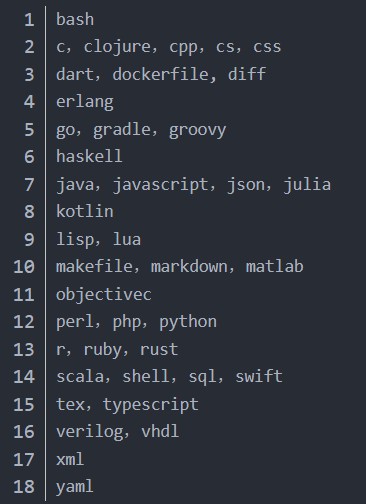 1 bash
2 c, clojure, cpp, cs, css
3 dart, dockerfile, diff
4 erlang
5 go, gradle, groovy
6 haskell
7 java, javascript, json, julia
8 kotlin
9 lisp, lua
10 makefile, markdown, matlab
11 objectivec
12 perl, php, python
13 r, ruby, rust
14 scala, shell, sql, swift
15 tex, typescript
16 verilog, vhdl
17 xml
18 yaml